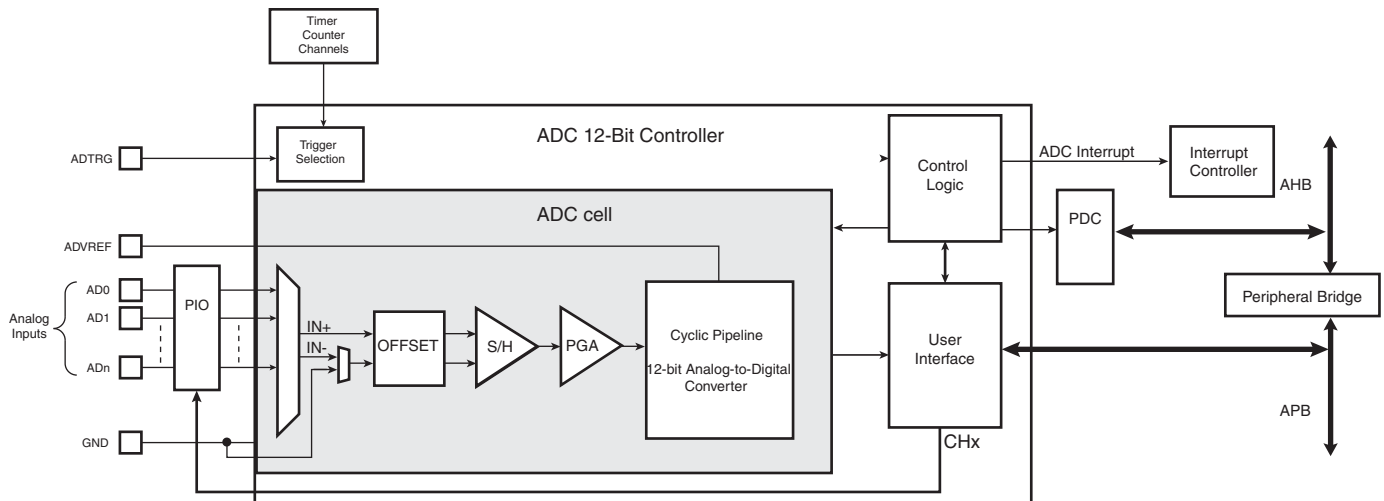 Timer
Counter
Channels
ADC 12-Bit Controller
ADTRG
Trigger
Selection
Control
Logic
ADC Interrupt
Interrupt
Controller
AHB
PDC
ADC cell
ADVREF
Analog
Inputs
AD0
AD1
ADn
PIO
IN+
IN-
OFFSET
S/H
PGA
Cyclic Pipeline
12-bit Analog-to-Digital
Converter
User
Interface
Peripheral Bridge
APB
GND
CHx